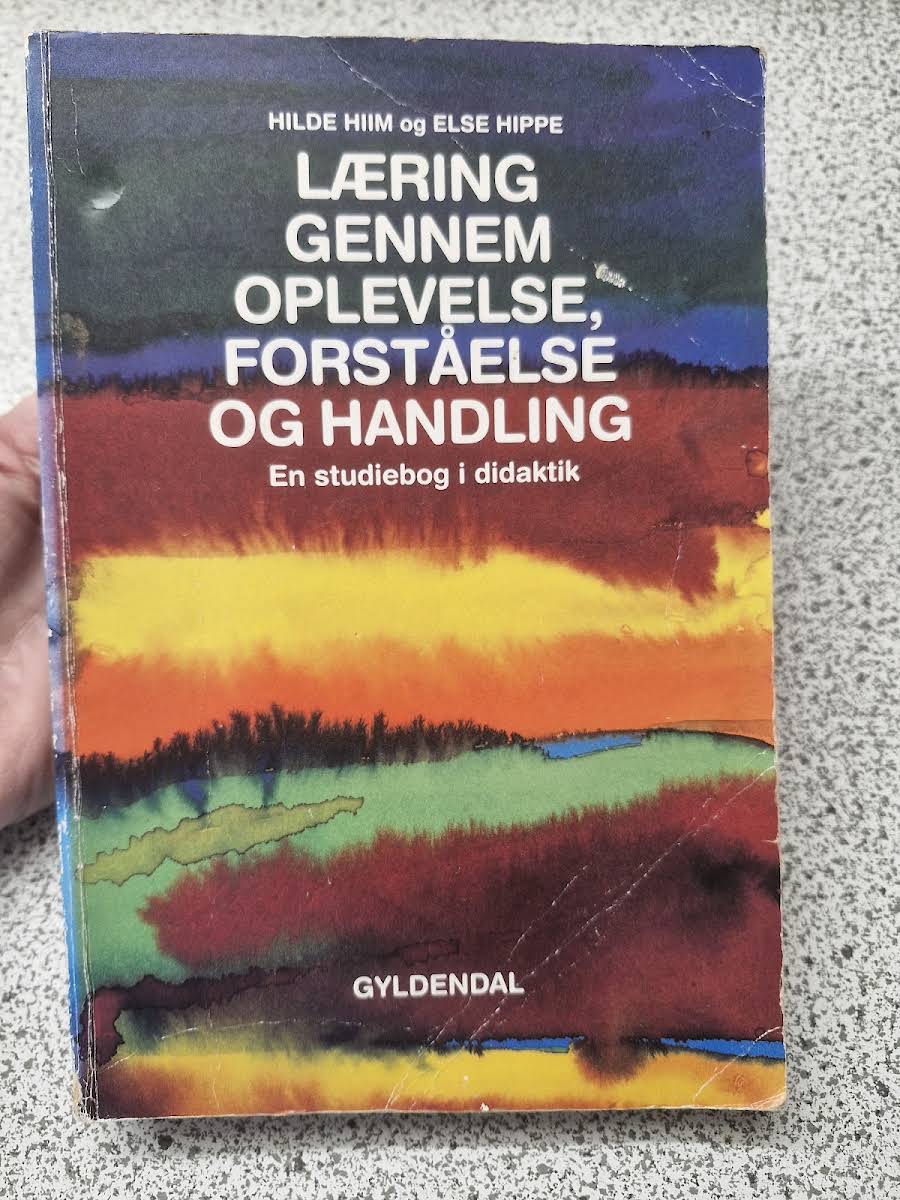 HILDE HIIM og ELSE HIPPE
LÆRING
GENNEM
OPLEVELSE,
FORSTÅELSE
OG HANDLING
En studiebog i didaktik
GYLDENDAL